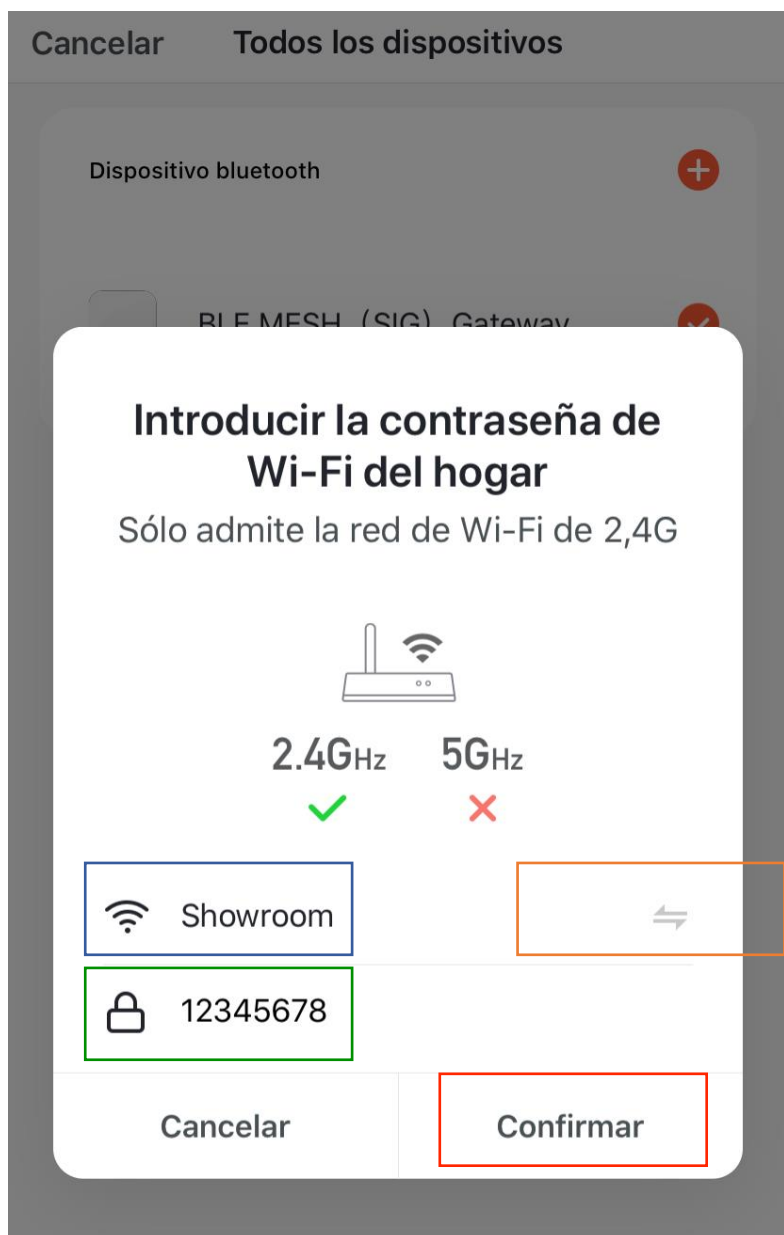 Cancelar Todos los dispositivos
Dispositivo bluetooth
BLE MESH (SIG) Gateway
Introducir la contraseña de
Wi-Fi del hogar
Sólo admite la red de Wi-Fi de 2,4G
2.4GHz 5GHz
Showroom
12345678
Cancelar Confirmar